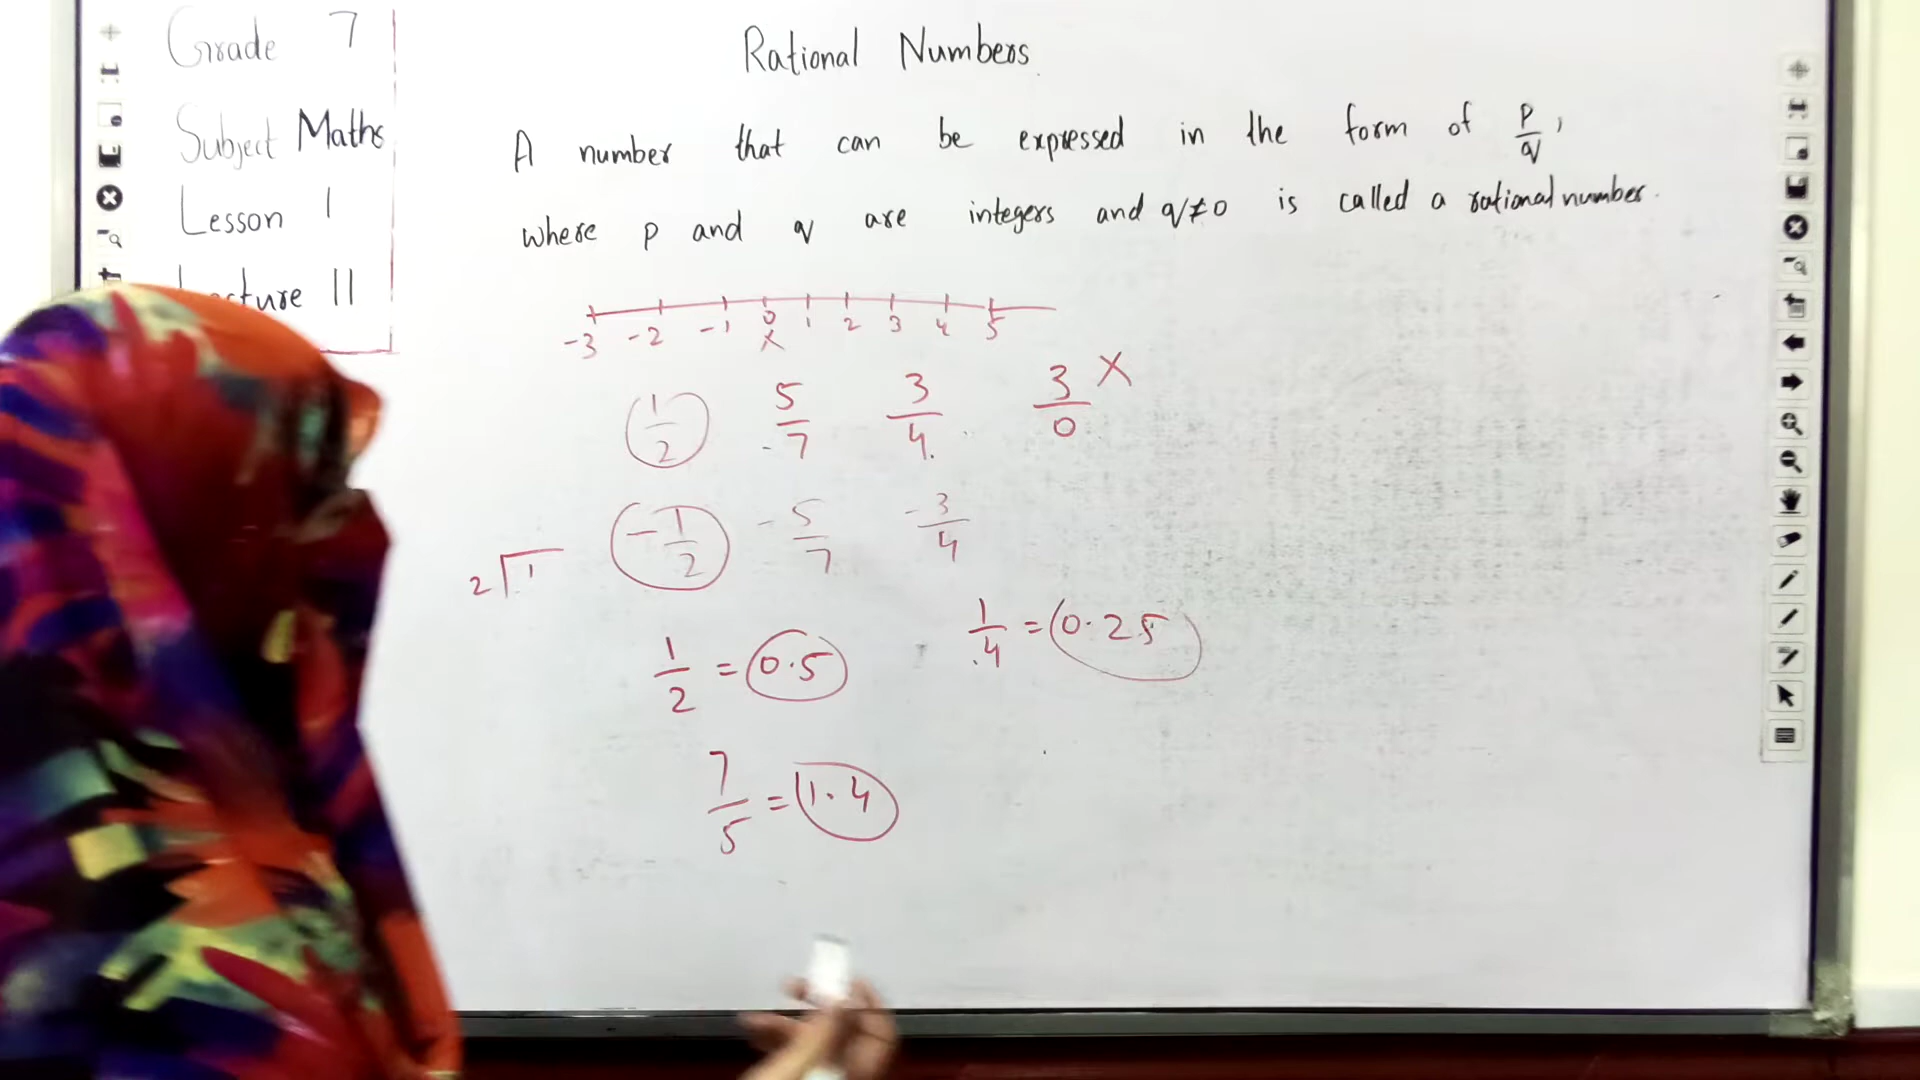 Grade 7
Subject Maths
Lesson 1
Lecture 11
Rational Numbers
A number that can be expressed in the form of p/q,
where p and q are integers and q≠0 is called a rational number.
-3 -2 -1 0 1 2 3 4 5
X
1/2 5/7 3/4 3/0 X
-1/2 -5/7 -3/4
2 1
1/2 = 0.5
1/4 = 0.25
7/5 = 1.4